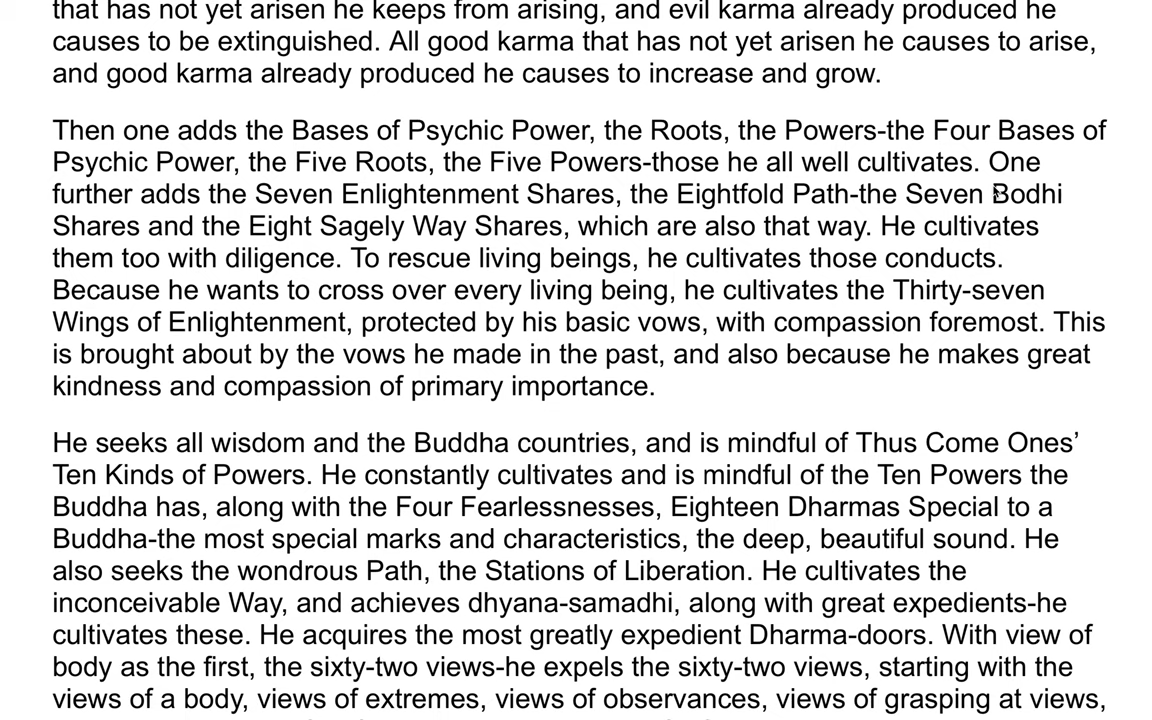 that has not yet arisen he keeps from arising, and evil karma already produced he
causes to be extinguished. All good karma that has not yet arisen he causes to arise,
and good karma already produced he causes to increase and grow.
Then one adds the Bases of Psychic Power, the Roots, the Powers-the Four Bases of
Psychic Power, the Five Roots, the Five Powers-those he all well cultivates. One
further adds the Seven Enlightenment Shares, the Eightfold Path-the Seven Bodhi
Shares and the Eight Sagely Way Shares, which are also that way. He cultivates
them too with diligence. To rescue living beings, he cultivates those conducts.
Because he wants to cross over every living being, he cultivates the Thirty-seven
Wings of Enlightenment, protected by his basic vows, with compassion foremost. This
is brought about by the vows he made in the past, and also because he makes great
kindness and compassion of primary importance.
He seeks all wisdom and the Buddha countries, and is mindful of Thus Come Ones’
Ten Kinds of Powers. He constantly cultivates and is mindful of the Ten Powers the
Buddha has, along with the Four Fearlessnesses, Eighteen Dharmas Special to a
Buddha-the most special marks and characteristics, the deep, beautiful sound. He
also seeks the wondrous Path, the Stations of Liberation. He cultivates the
inconceivable Way, and achieves dhyana-samadhi, along with great expedients-he
cultivates these. He acquires the most greatly expedient Dharma-doors. With view of
body as the first, the sixty-two views-he expels the sixty-two views, starting with the
views of a body, views of extremes, views of observances, views of grasping at views,